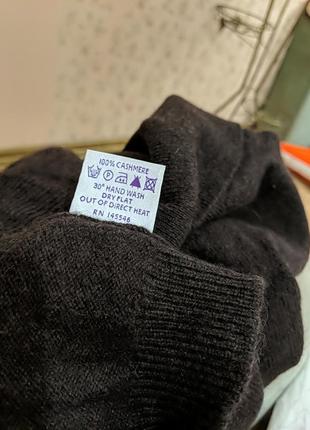 100% CASHMERE
P
30° HAND WASH
DRY FLAT
OUT OF DIRECT HEAT
RN 145546